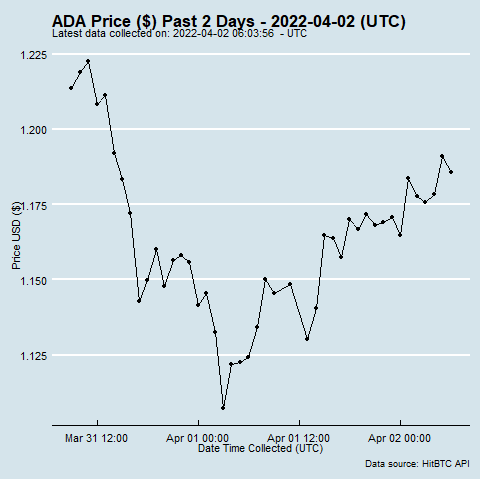 ADA Price ($) Past 2 Days - 2022-04-02 (UTC)
Latest data collected on: 2022-04-02 06:03:56 - UTC
1.225
1.200
1.175
1.150
1.125
Price USD ($)
Mar 31 12:00 Apr 01 00:00 Apr 01 12:00 Apr 02 00:00
Date Time Collected (UTC)
Data source: HitBTC API